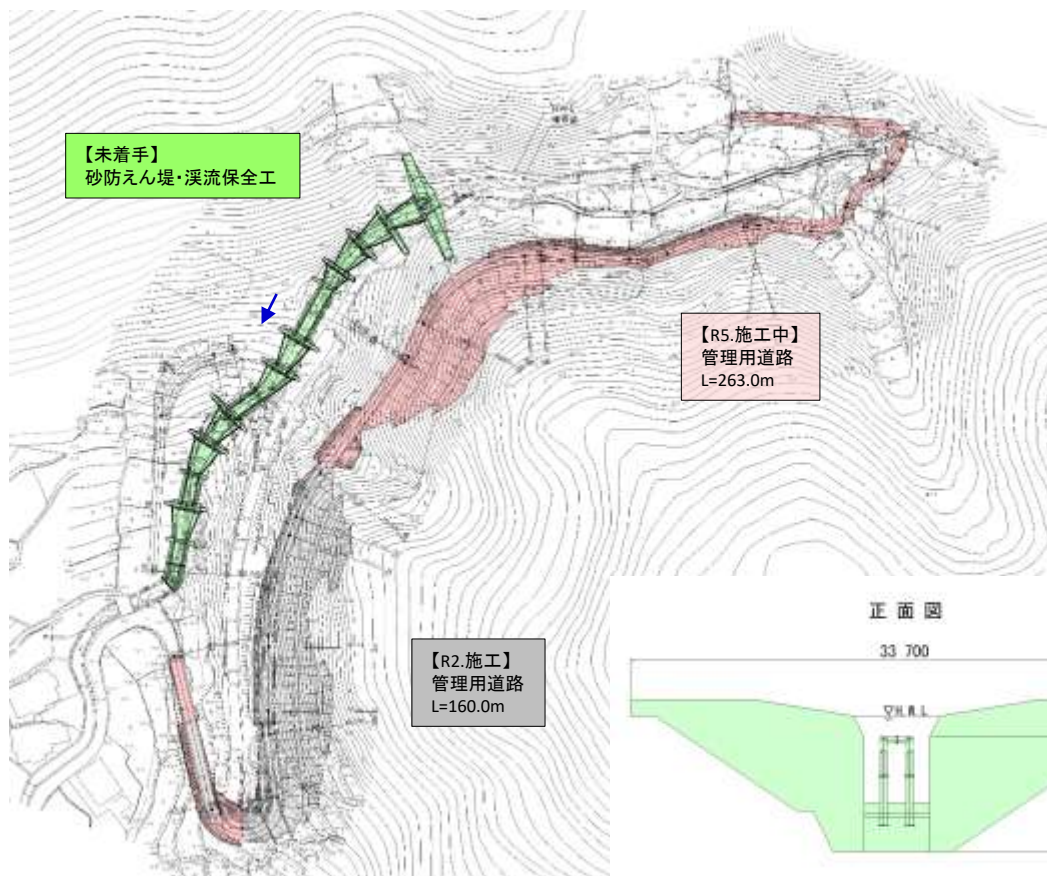 【未着手】
砂防えん堤・渓流保全工
【R5.施工中】
管理用道路
L=263.0m
【R2.施工】
管理用道路
L=160.0m
正面図
33 700
▽H.W.L